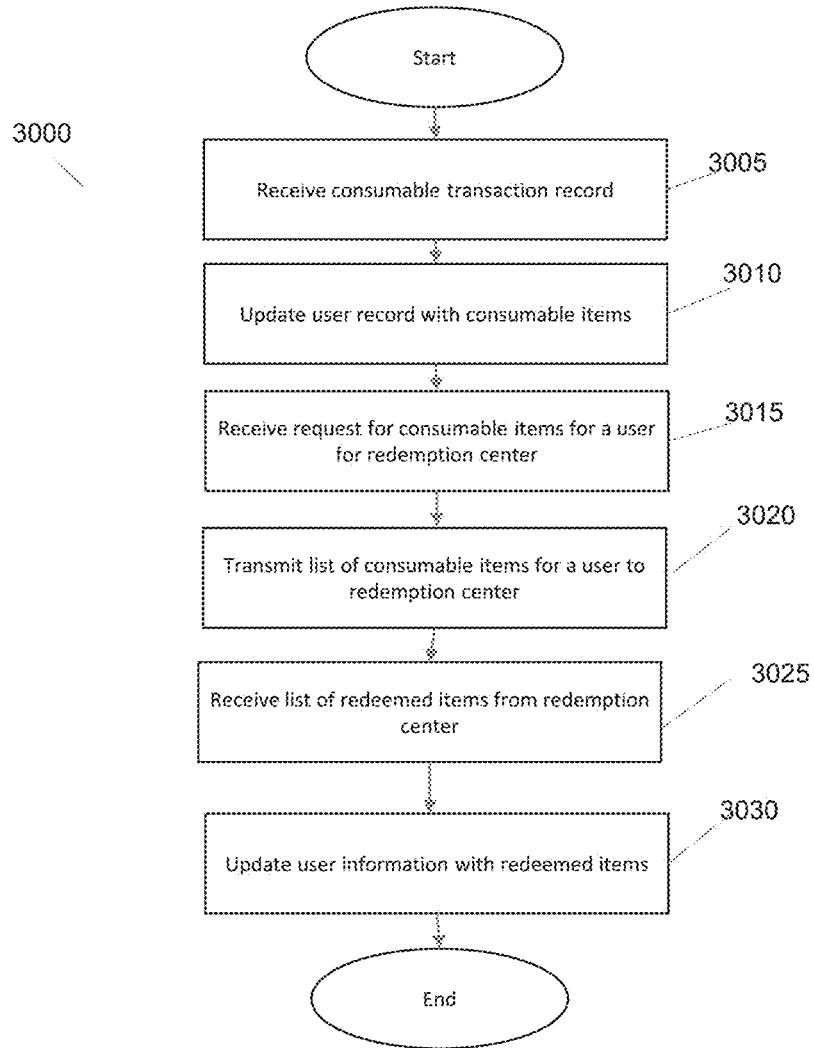 Start
3000
3005
Receive consumable transaction record
3010
Update user record with consumable items
3015
Receive request for consumable items for a user
for redemption center
3020
Transmit list of consumable items for a user to
redemption center
3025
Receive list of redeemed items from redemption
center
3030
Update user information with redeemed items
End